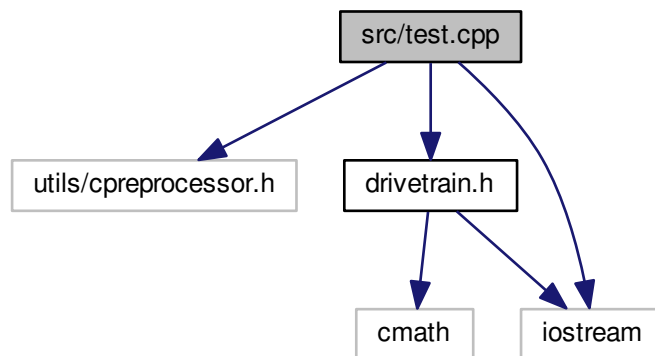 src/test.cpp
utils/cpreprocessor.h
drivetrain.h
cmath
iostream